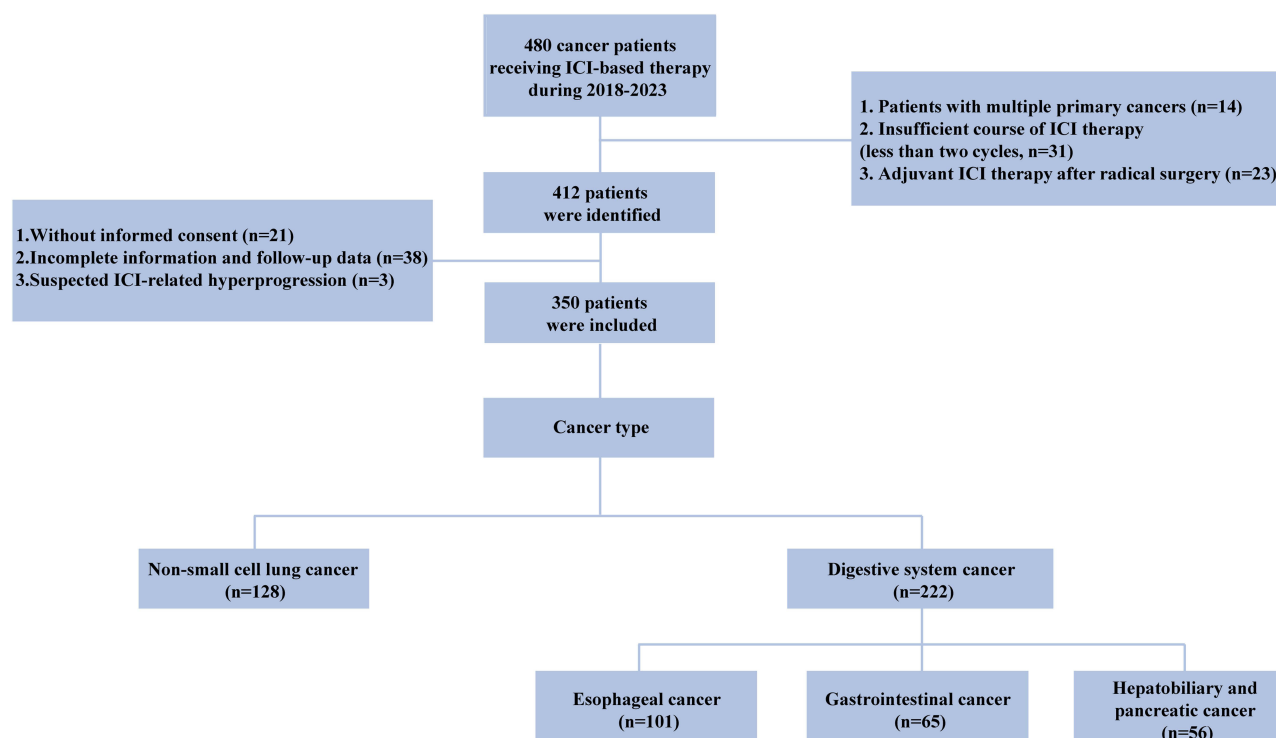 480 cancer patients
receiving ICI-based therapy
during 2018-2023
1. Patients with multiple primary cancers (n=14)
2. Insufficient course of ICI therapy
(less than two cycles, n=31)
3. Adjuvant ICI therapy after radical surgery (n=23)
412 patients
were identified
1.Without informed consent (n=21)
2.Incomplete information and follow-up data (n=38)
3.Suspected ICI-related hyperprogression (n=3)
350 patients
were included
Cancer type
Non-small cell lung cancer
(n=128)
Digestive system cancer
(n=222)
Esophageal cancer
(n=101)
Gastrointestinal cancer
(n=65)
Hepatobiliary and
pancreatic cancer
(n=56)